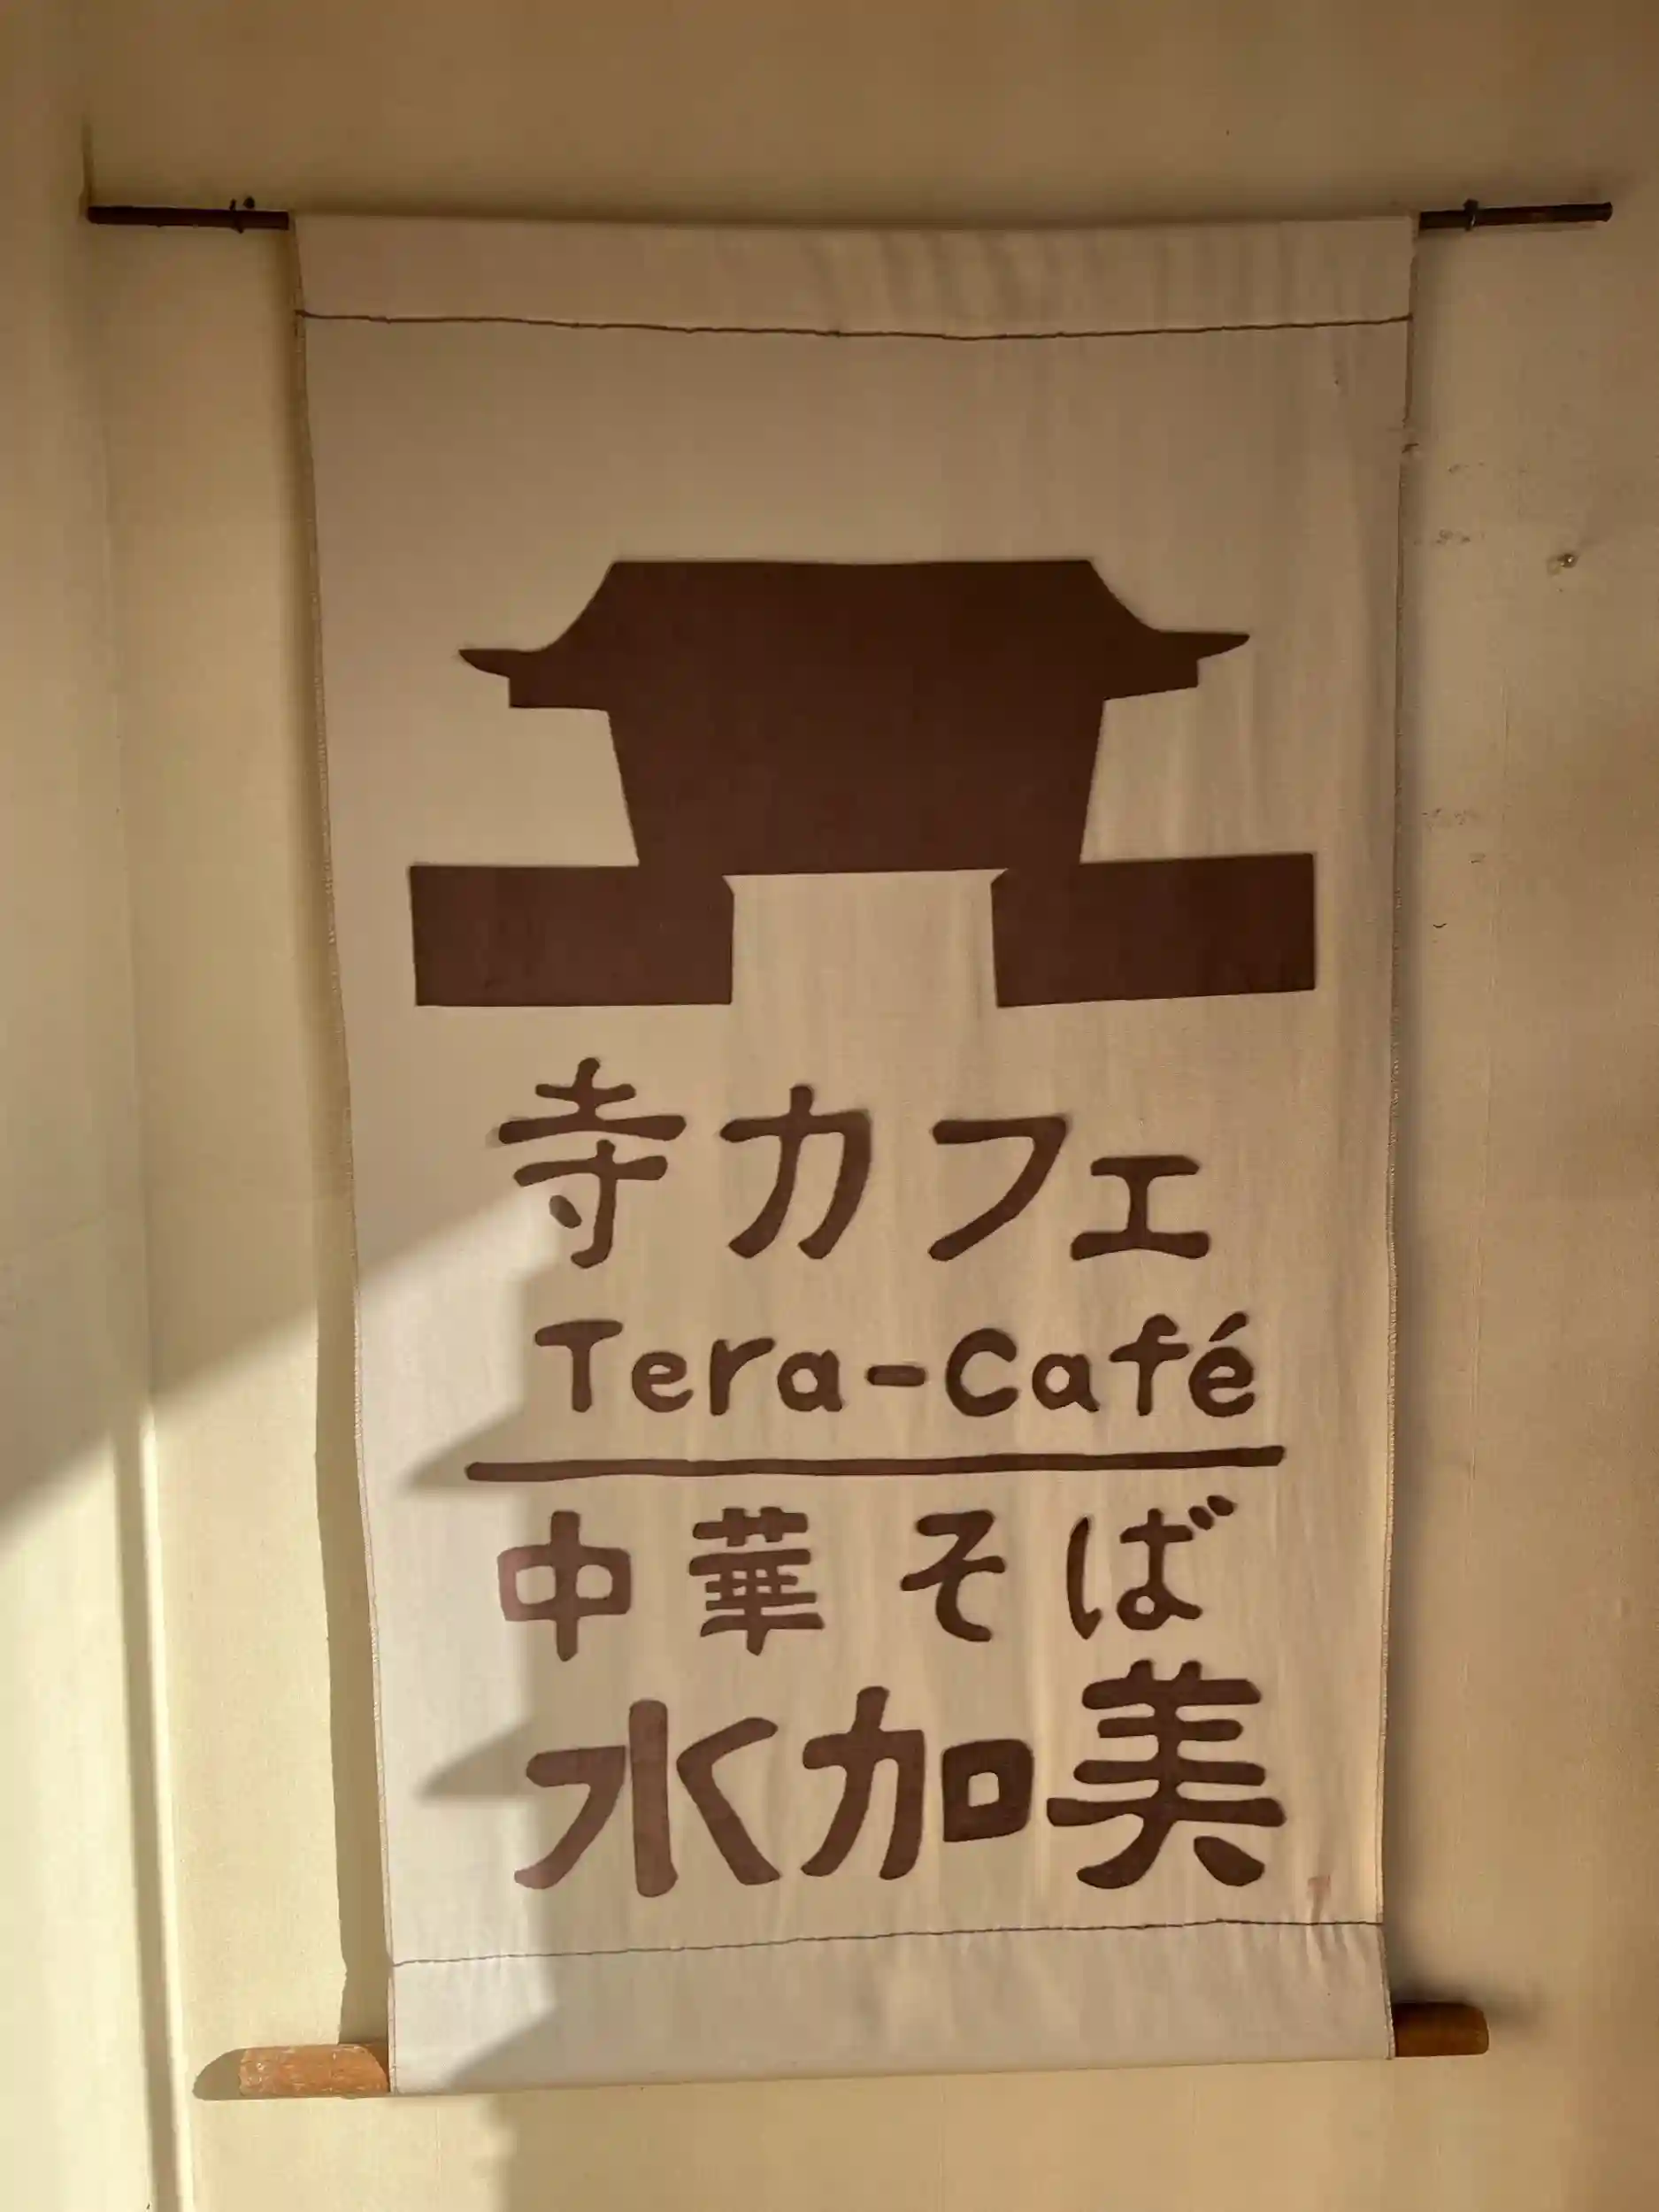 寺カフェ
Tera-Café
中華そば
水加美